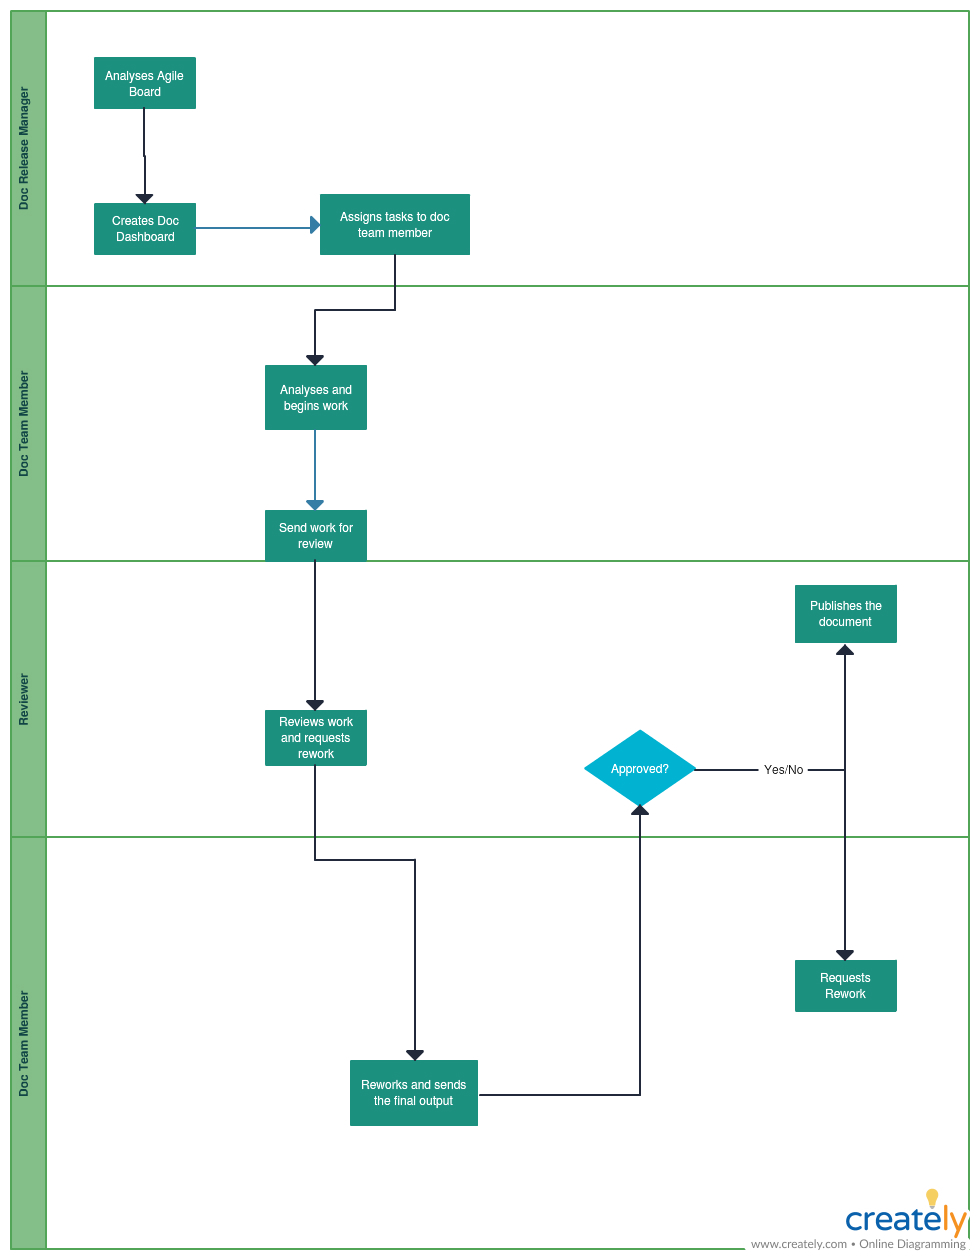 Doc Release Manager
Analyses Agile
Board
Creates Doc
Dashboard
Assigns tasks to doc
team member
Doc Team Member
Analyses and
begins work
Send work for
review
Reviewer
Publishes the
document
Reviews work
and requests
rework
Approved?
Yes/No
Doc Team Member
Requests
Rework
Reworks and sends
the final output
creately
www.creately.com • Online Diagramming